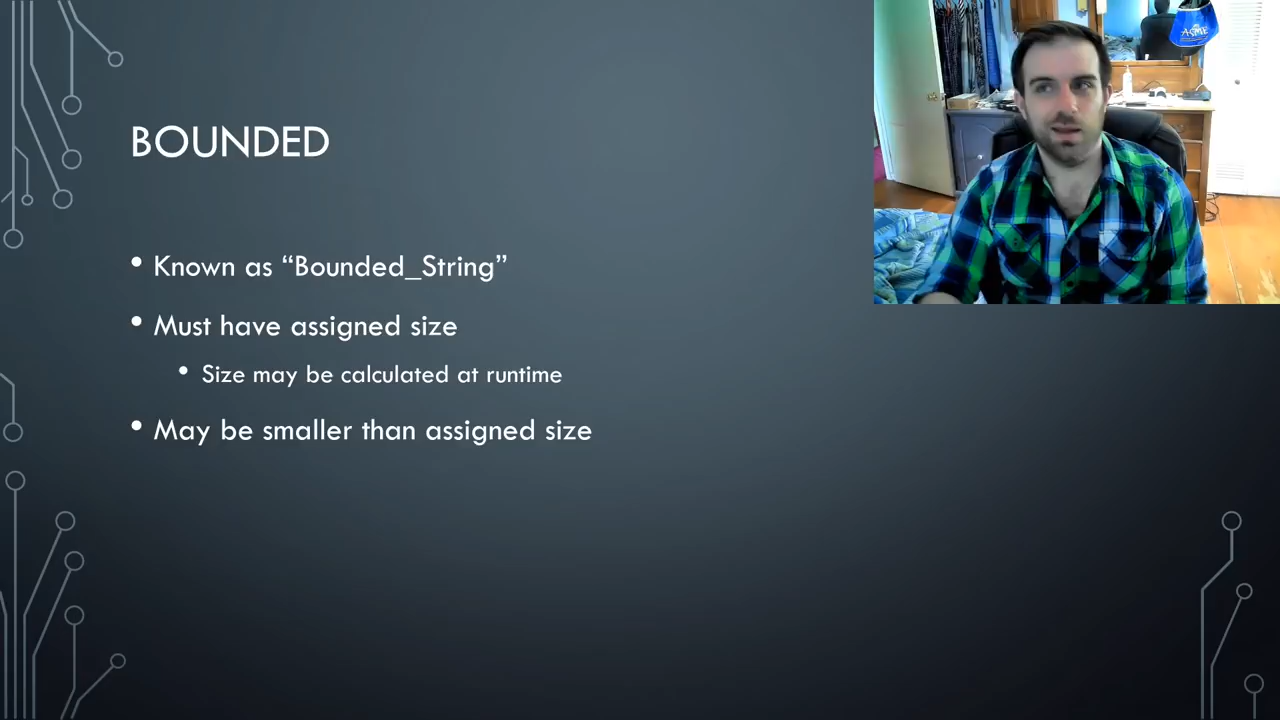 BOUNDED
• Known as “Bounded_String”
• Must have assigned size
• Size may be calculated at runtime
• May be smaller than assigned size
ASME